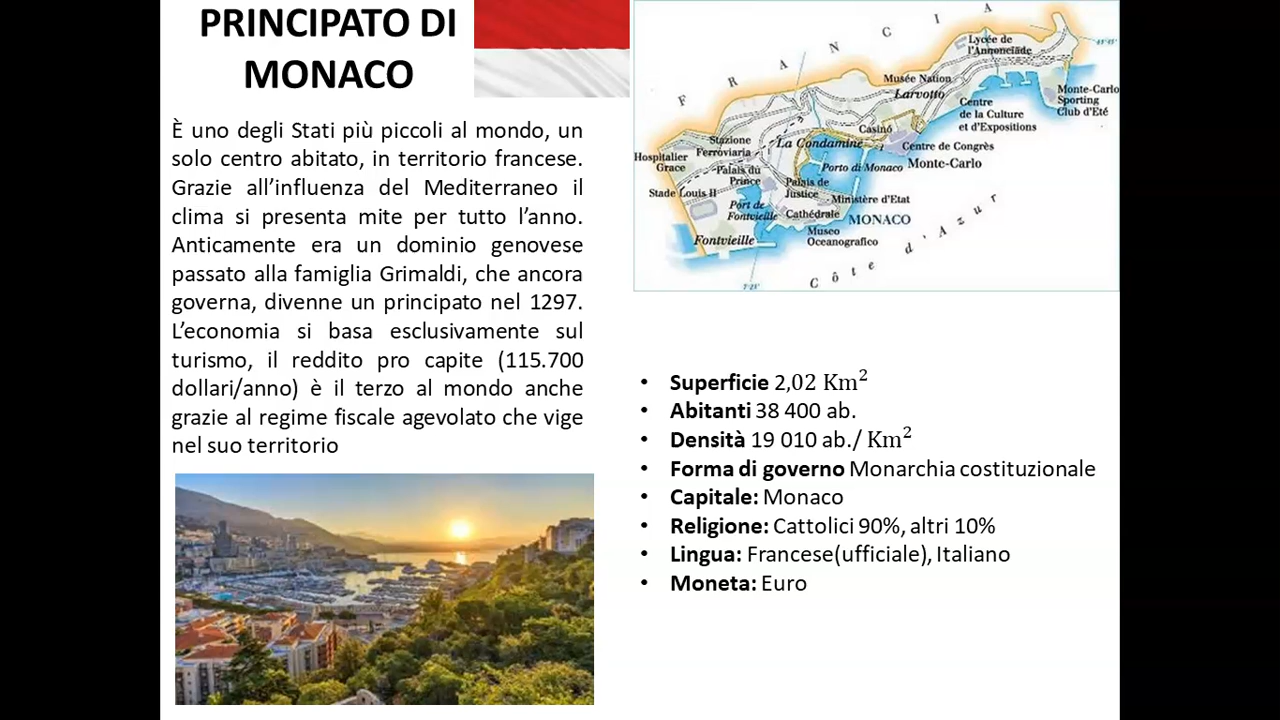 PRINCIPATO DI
MONACO
È uno degli Stati più piccoli al mondo, un
solo centro abitato, in territorio francese.
Grazie all’influenza del Mediterraneo il
clima si presenta mite per tutto l’anno.
Anticamente era un dominio genovese
passato alla famiglia Grimaldi, che ancora
governa, divenne un principato nel 1297.
L’economia si basa esclusivamente sul
turismo, il reddito pro capite (115.700
dollari/anno) è il terzo al mondo anche
grazie al regime fiscale agevolato che vige
nel suo territorio
F R A N C I A
Lycée de
l'Annonciade
43°45'
Musée Nation
Larvotto
Monte-Carlo
Sporting
Club d'Eté
Centre
de la Culture
et d'Expositions
Casinò
Centre de Congrès
Stazione
Ferroviaria
La Condamine
Hospitalier
Grace
Porto di Monaco
Monte-Carlo
Palais du
Prince
Palais de
Justice
Stade Louis II
Ministère d'Etat
Port de
Fontvieille
Cathédrale
MONACO
Fontvieille
Museo
Oceanografico
Côte d'Azur
7°25'
• Superficie 2,02 Km²
• Abitanti 38 400 ab.
• Densità 19 010 ab./ Km²
• Forma di governo Monarchia costituzionale
• Capitale: Monaco
• Religione: Cattolici 90%, altri 10%
• Lingua: Francese(ufficiale), Italiano
• Moneta: Euro